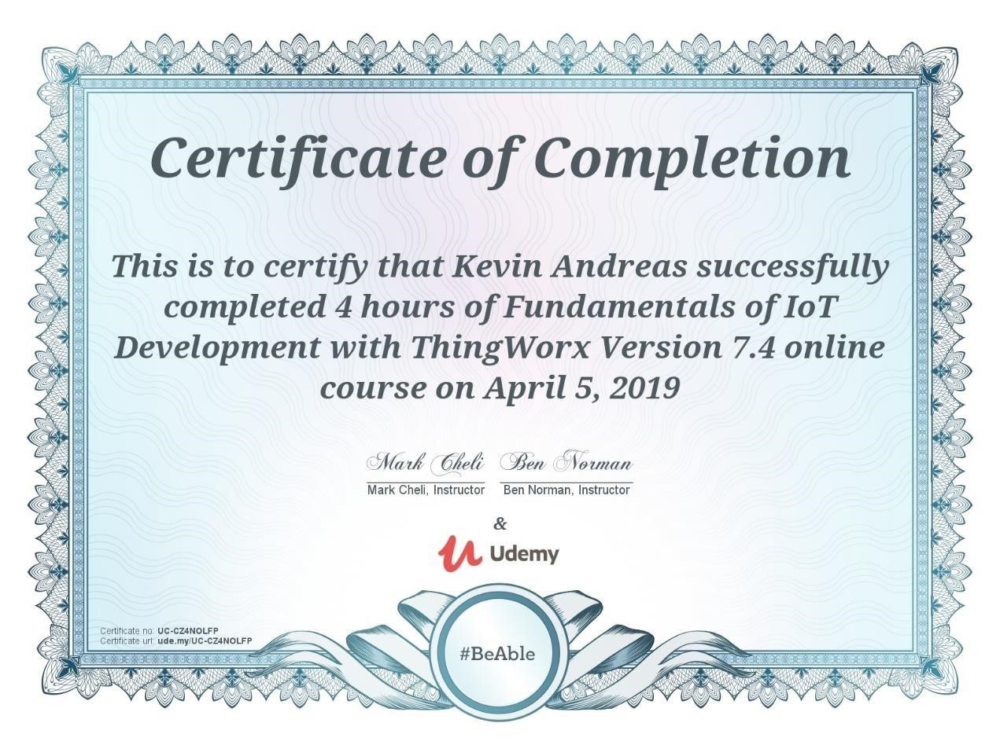 Certificate of Completion
This is to certify that Kevin Andreas successfully
completed 4 hours of Fundamentals of IoT
Development with ThingWorx Version 7.4 online
course on April 5, 2019
Mark Cheli Ben Norman
Mark Cheli, Instructor Ben Norman, Instructor
&
Udemy
Certificate no: UC-CZ4NOLFP
Certificate url: ude.my/UC-CZ4NOLFP
#BeAble